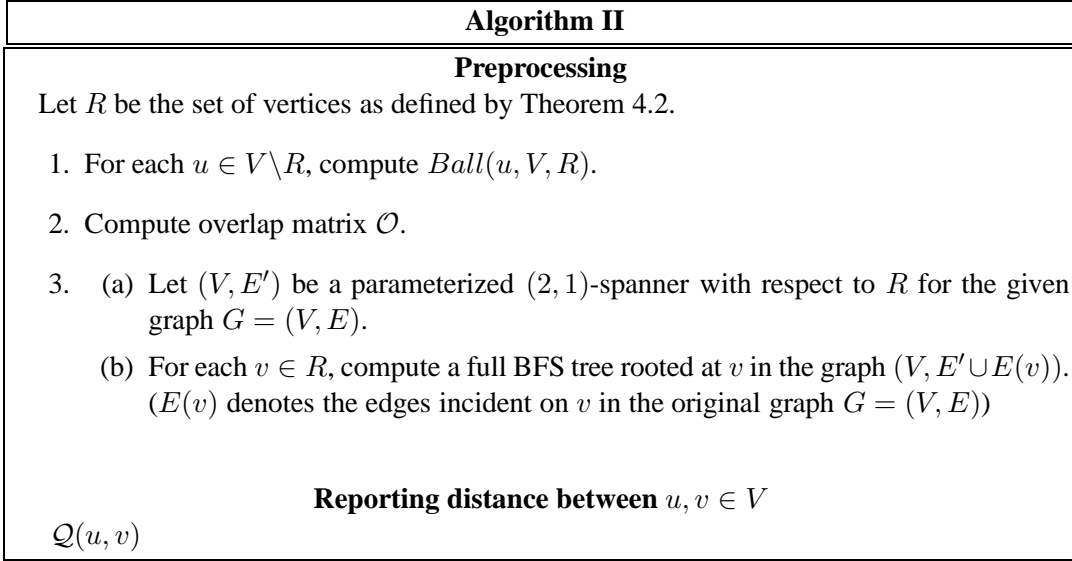 Algorithm II
Preprocessing
Let R be the set of vertices as defined by Theorem 4.2.
1. For each u ∈ V\R, compute Ball(u, V, R).
2. Compute overlap matrix 𝒪.
3. (a) Let (V, E′) be a parameterized (2, 1)-spanner with respect to R for the given
graph G = (V, E).
(b) For each v ∈ R, compute a full BFS tree rooted at v in the graph (V, E′∪E(v)).
(E(v) denotes the edges incident on v in the original graph G = (V, E))
Reporting distance between u, v ∈ V
𝒬(u, v)